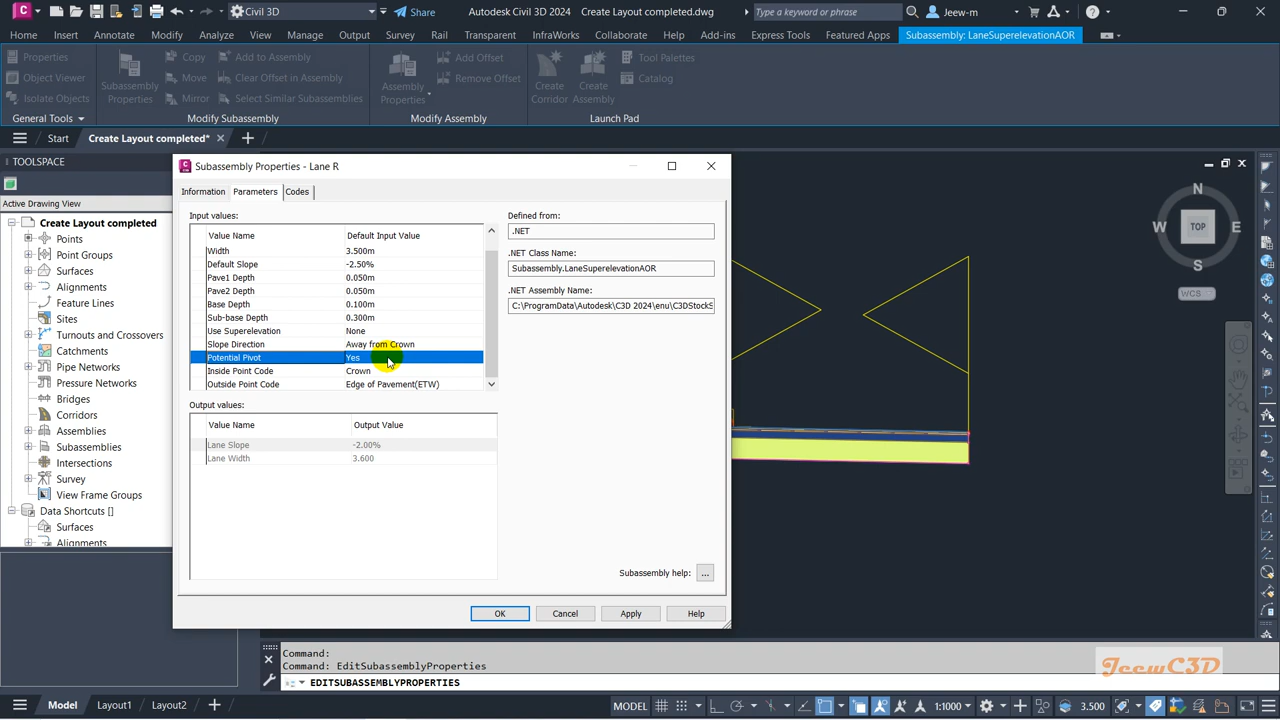 Civil 3D
Share
Autodesk Civil 3D 2024
Create Layout completed.dwg
Type a keyword or phrase
Jeew-m
Home Insert Annotate Modify Analyze View Manage Output Survey Rail Transparent InfraWorks Collaborate Help Add-ins Express Tools Featured Apps Subassembly: LaneSuperelevationAOR
Properties
Object Viewer
Isolate Objects
General Tools
Subassembly Properties
Copy
Move
Mirror
Add to Assembly
Clear Offset in Assembly
Select Similar Subassemblies
Modify Subassembly
Assembly Properties
Add Offset
Remove Offset
Modify Assembly
Create Corridor
Create Assembly
Tool Palettes
Catalog
Launch Pad
Start
Create Layout completed*
TOOLSPACE
Active Drawing View
Create Layout completed
Points
Point Groups
Surfaces
Alignments
Feature Lines
Sites
Turnouts and Crossovers
Catchments
Pipe Networks
Pressure Networks
Bridges
Corridors
Assemblies
Subassemblies
Intersections
Survey
View Frame Groups
Data Shortcuts []
Surfaces
Alignments
Subassembly Properties - Lane R
Information Parameters Codes
Input values:
Value Name Default Input Value
Width 3.500m
Default Slope -2.50%
Pave1 Depth 0.050m
Pave2 Depth 0.050m
Base Depth 0.100m
Sub-base Depth 0.300m
Use Superelevation None
Slope Direction Away from Crown
Potential Pivot Yes
Inside Point Code Crown
Outside Point Code Edge of Pavement(ETW)
Output values:
Value Name Output Value
Lane Slope -2.00%
Lane Width 3.600
Defined from:
.NET
.NET Class Name:
Subassembly.LaneSuperelevationAOR
.NET Assembly Name:
C:\ProgramData\Autodesk\C3D 2024\enu\C3DStockS
Subassembly help: ...
OK Cancel Apply Help
N
W TOP E
S
WCS
Command:
Command: EditSubassemblyProperties
EDITSUBASSEMBLYPROPERTIES
JeewC3D
Model Layout1 Layout2
MODEL
1:1000
3.500